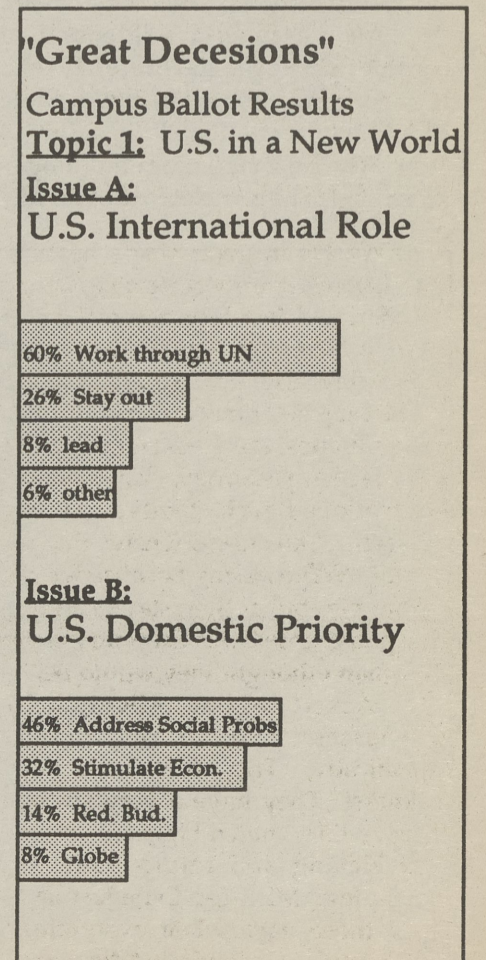 "Great Decesions"
Campus Ballot Results
Topic 1: U.S. in a New World
Issue A:
U.S. International Role
60% Work through UN
26% Stay out
8% lead
6% other
Issue B:
U.S. Domestic Priority
46% Address Social Probs
32% Stimulate Econ.
14% Red. Bud.
8% Globe